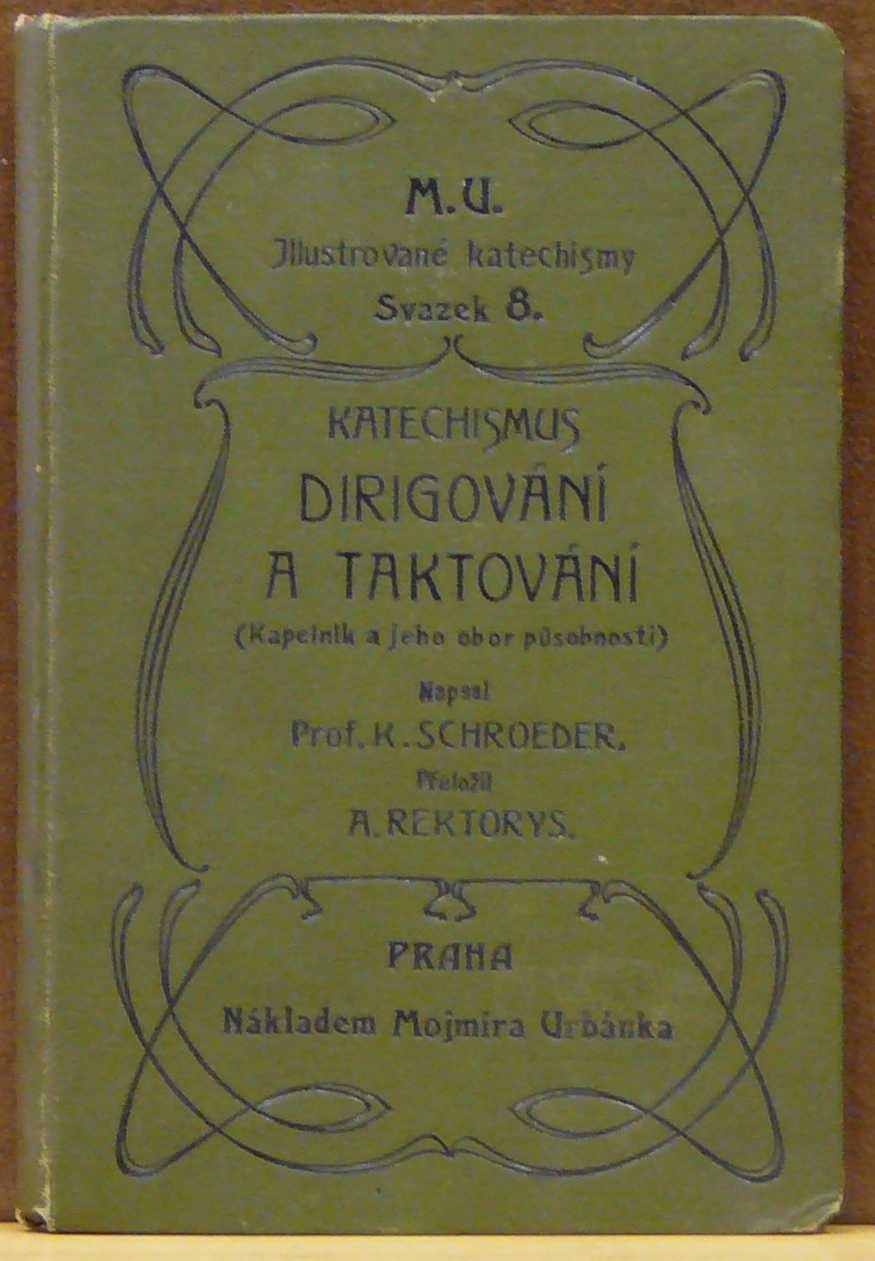 M.U.
Illustrované katechismy
Svazek 8.
KATECHISMUS
DIRIGOVÁNÍ
A TAKTOVÁNÍ
(Kapelník a jeho obor působnosti)
Napsal
Prof. K. SCHROEDER.
Přeložil
A. REKTORYS.
PRAHA
Nákladem Mojmíra Urbánka